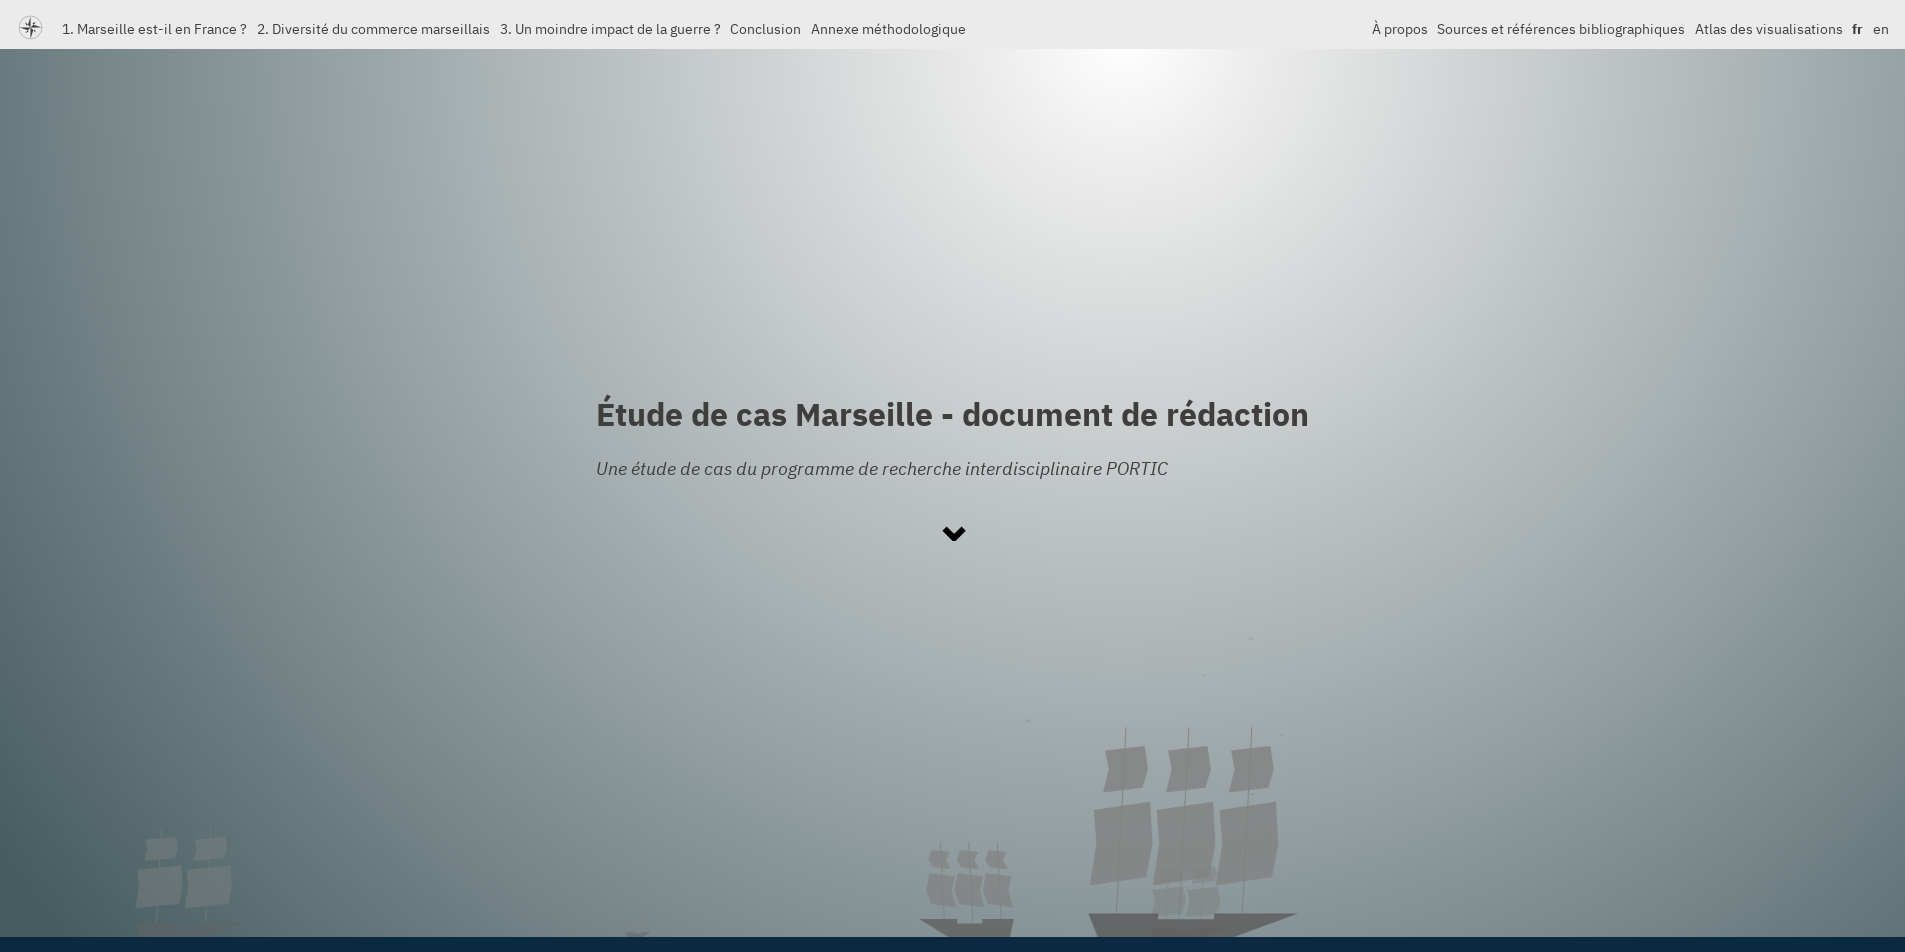 1. Marseille est-il en France ? 2. Diversité du commerce marseillais 3. Un moindre impact de la guerre ? Conclusion Annexe méthodologique À propos Sources et références bibliographiques Atlas des visualisations fr en
Étude de cas Marseille - document de rédaction
Une étude de cas du programme de recherche interdisciplinaire PORTIC